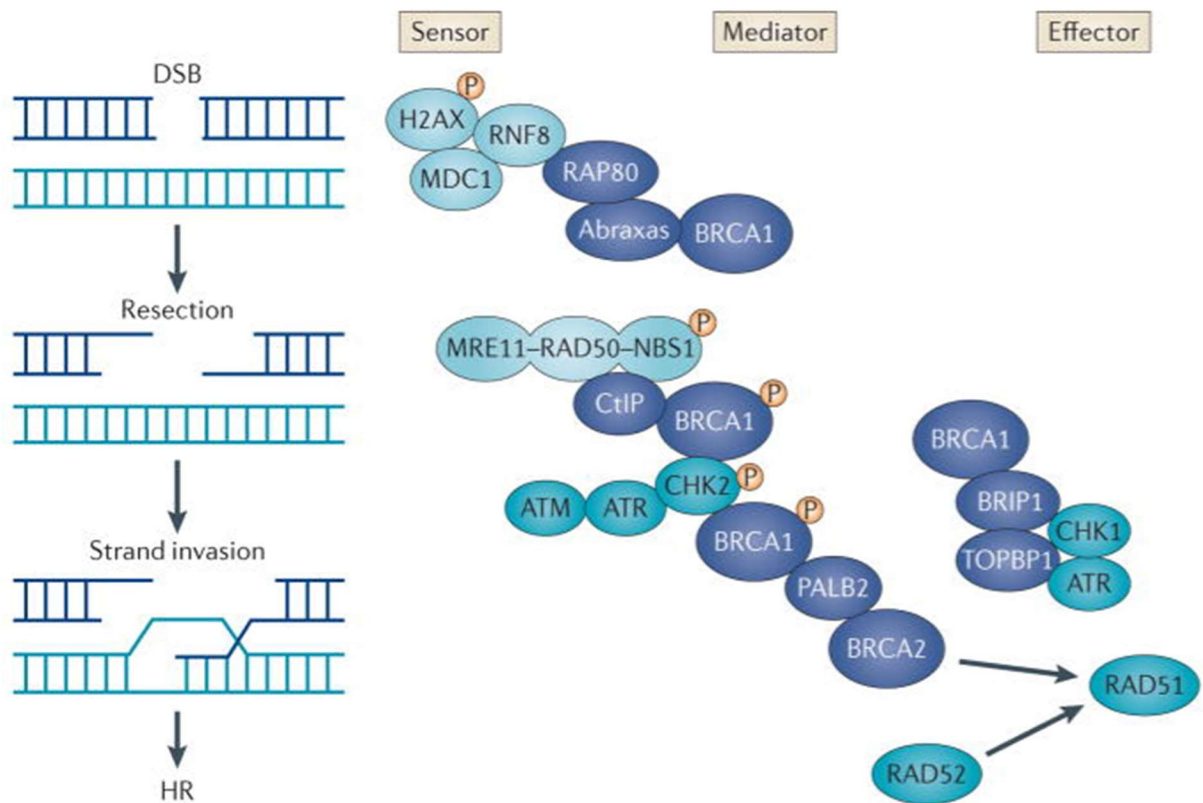 Sensor
Mediator
Effector
DSB
P
H2AX
RNF8
MDC1
RAP80
Abraxas
BRCA1
Resection
P
MRE11–RAD50–NBS1
P
CtIP
BRCA1
BRCA1
P
CHK2
ATM
ATR
BRIP1
P
CHK1
BRCA1
Strand invasion
TOPBP1
ATR
PALB2
BRCA2
RAD51
RAD52
HR